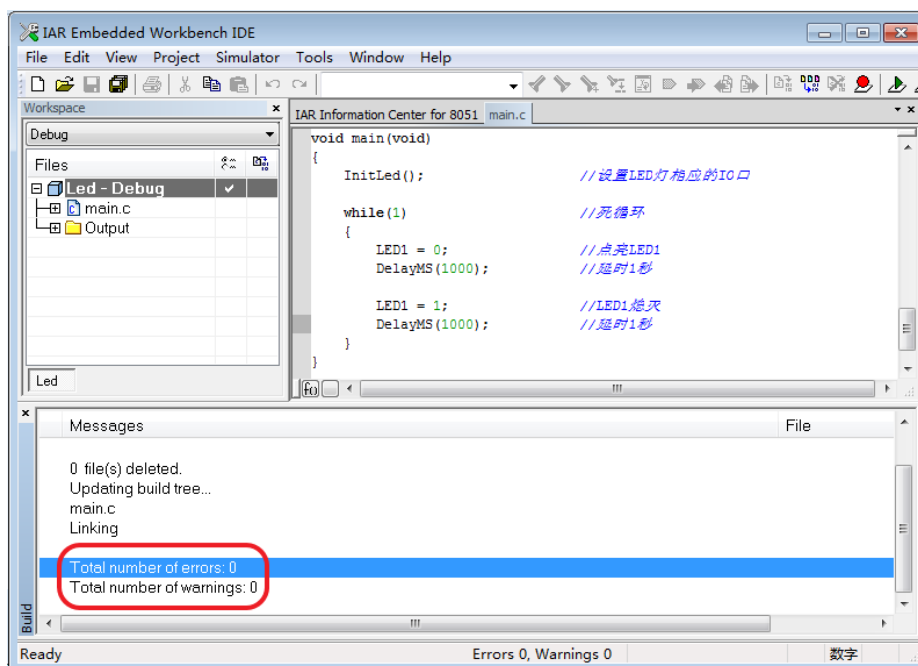 IAR Embedded Workbench IDE
File Edit View Project Simulator Tools Window Help
Workspace
IAR Information Center for 8051 main.c
Debug
Files
Led - Debug
main.c
Output
Led
void main(void)
{
InitLed(); //设置LED灯相应的IO口
while(1) //死循环
{
LED1 = 0; //点亮LED1
DelayMS(1000); //延时1秒
LED1 = 1; //LED1熄灭
DelayMS(1000); //延时1秒
}
}
Messages File
0 file(s) deleted.
Updating build tree...
main.c
Linking
Total number of errors: 0
Total number of warnings: 0
Build
Ready Errors 0, Warnings 0 数字